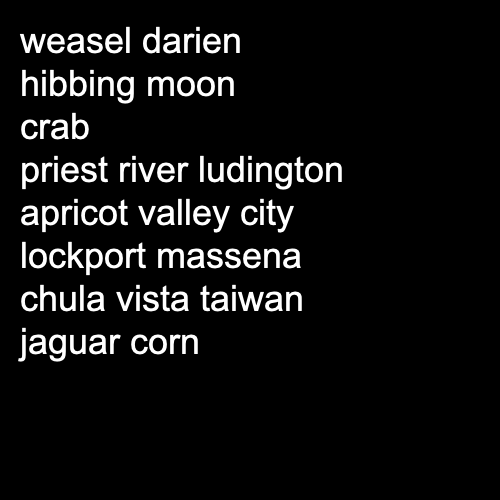 weasel darien
hibbing moon
crab
priest river ludington
apricot valley city
lockport massena
chula vista taiwan
jaguar corn